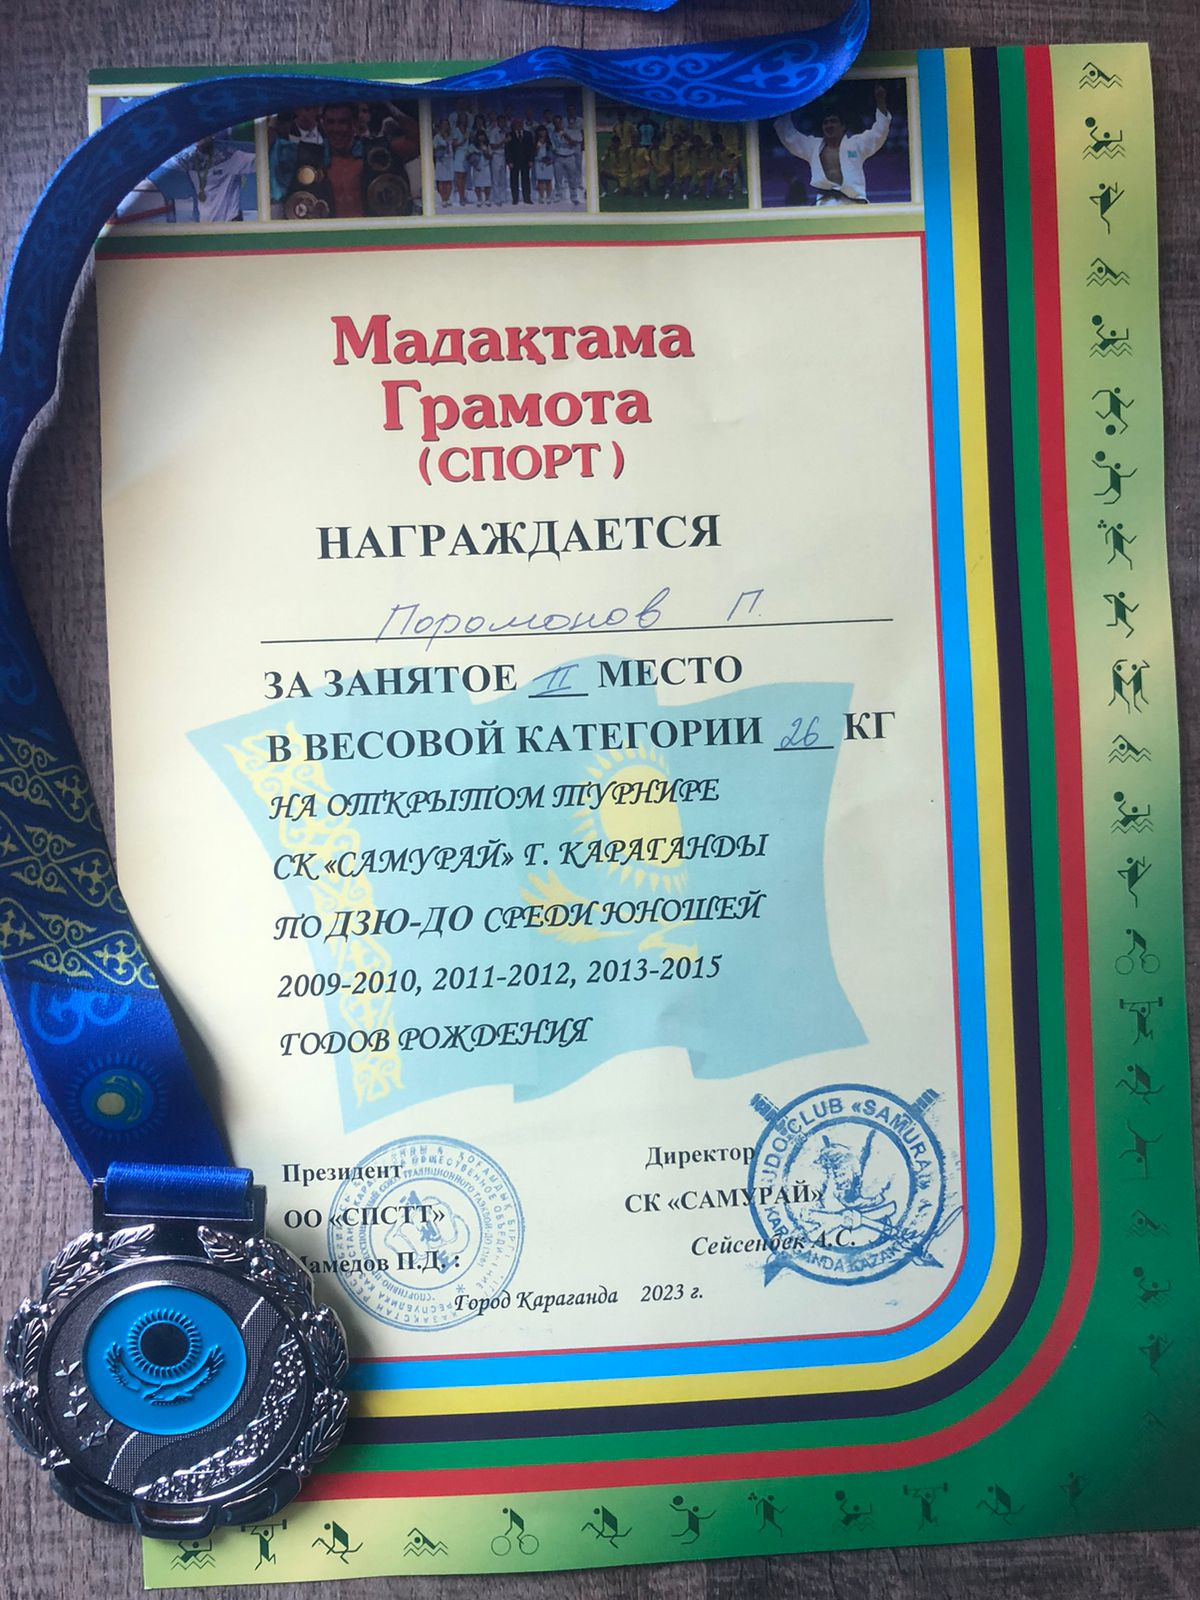 Мадақтама
Грамота
(СПОРТ)
НАГРАЖДАЕТСЯ
Поромонов П.
ЗА ЗАНЯТОЕ II МЕСТО
В ВЕСОВОЙ КАТЕГОРИИ 26 КГ
НА ОТКРЫТОМ ТУРНИРЕ
СК «САМУРАЙ» Г. КАРАГАНДЫ
ПО ДЗЮ-ДО СРЕДИ ЮНОШЕЙ
2009-2010, 2011-2012, 2013-2015
ГОДОВ РОЖДЕНИЯ
Президент
ОО «СПСТТ»
Мамедов П.Д. :
Директор
СК «САМУРАЙ»
Сейсенбек А.С.
JUDO CLUB «SAMURAI»
Город Караганда 2023 г.